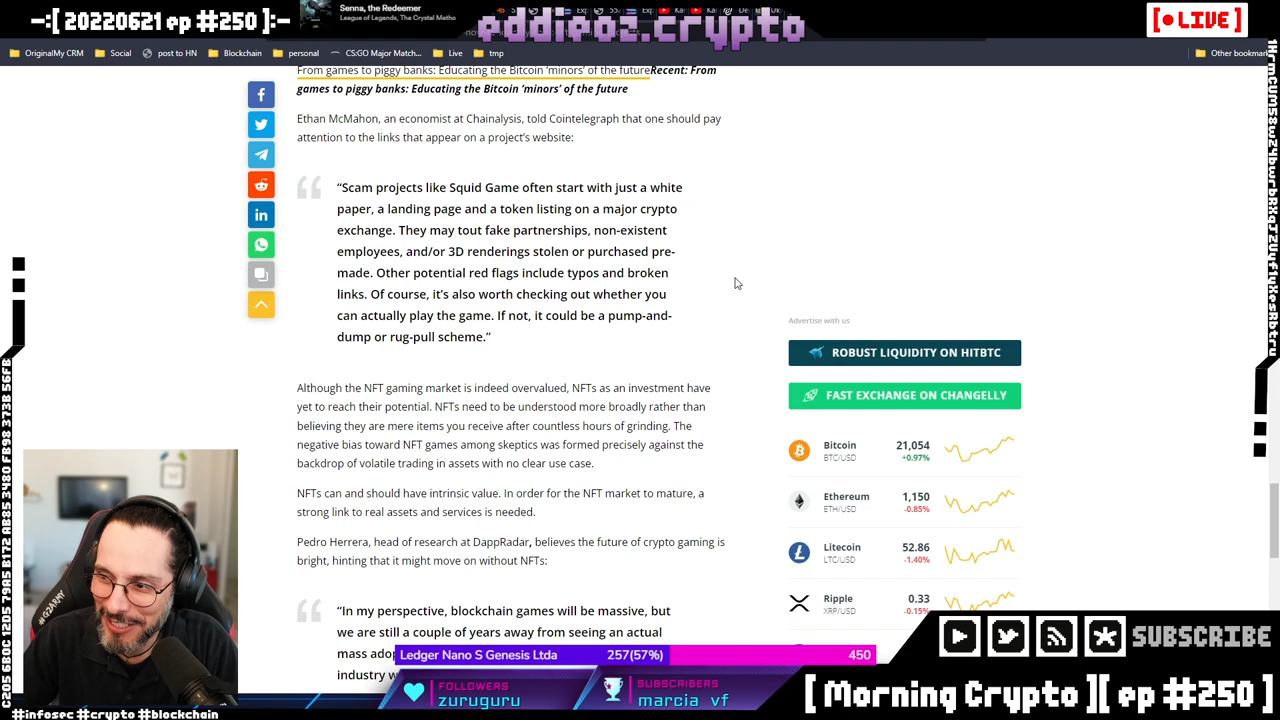 -:[ 20220621 ep #250 ]:-
Senna, the Redeemer
League of Legends, The Crystal Metho
eddieoz.crypto
[● LIVE]
OriginalMy CRM
Social
post to HN
Blockchain
personal
CS:GO Major Match...
Live
tmp
Other bookmar
From games to piggy banks: Educating the Bitcoin ‘minors’ of the futureRecent: From
games to piggy banks: Educating the Bitcoin ‘minors’ of the future
Ethan McMahon, an economist at Chainalysis, told Cointelegraph that one should pay
attention to the links that appear on a project’s website:
“Scam projects like Squid Game often start with just a white
paper, a landing page and a token listing on a major crypto
exchange. They may tout fake partnerships, non-existent
employees, and/or 3D renderings stolen or purchased pre-
made. Other potential red flags include typos and broken
links. Of course, it’s also worth checking out whether you
can actually play the game. If not, it could be a pump-and-
dump or rug-pull scheme.”
Although the NFT gaming market is indeed overvalued, NFTs as an investment have
yet to reach their potential. NFTs need to be understood more broadly rather than
believing they are mere items you receive after countless hours of grinding. The
negative bias toward NFT games among skeptics was formed precisely against the
backdrop of volatile trading in assets with no clear use case.
NFTs can and should have intrinsic value. In order for the NFT market to mature, a
strong link to real assets and services is needed.
Pedro Herrera, head of research at DappRadar, believes the future of crypto gaming is
bright, hinting that it might move on without NFTs:
“In my perspective, blockchain games will be massive, but
we are still a couple of years away from seeing an actual
mass adop
industry w
Advertise with us
ROBUST LIQUIDITY ON HITBTC
FAST EXCHANGE ON CHANGELLY
Bitcoin 21,054
BTC/USD +0.97%
Ethereum 1,150
ETH/USD -0.85%
Litecoin 52.86
LTC/USD -1.40%
Ripple 0.33
XRP/USD -0.15%
SUBSCRIBE
Ledger Nano S Genesis Ltda 257(57%) 450
FOLLOWERS
zuruguru
SUBSCRIBERS
marcia vf
[ Morning Crypto ][ ep #250 ]
#infosec #crypto #blockchain